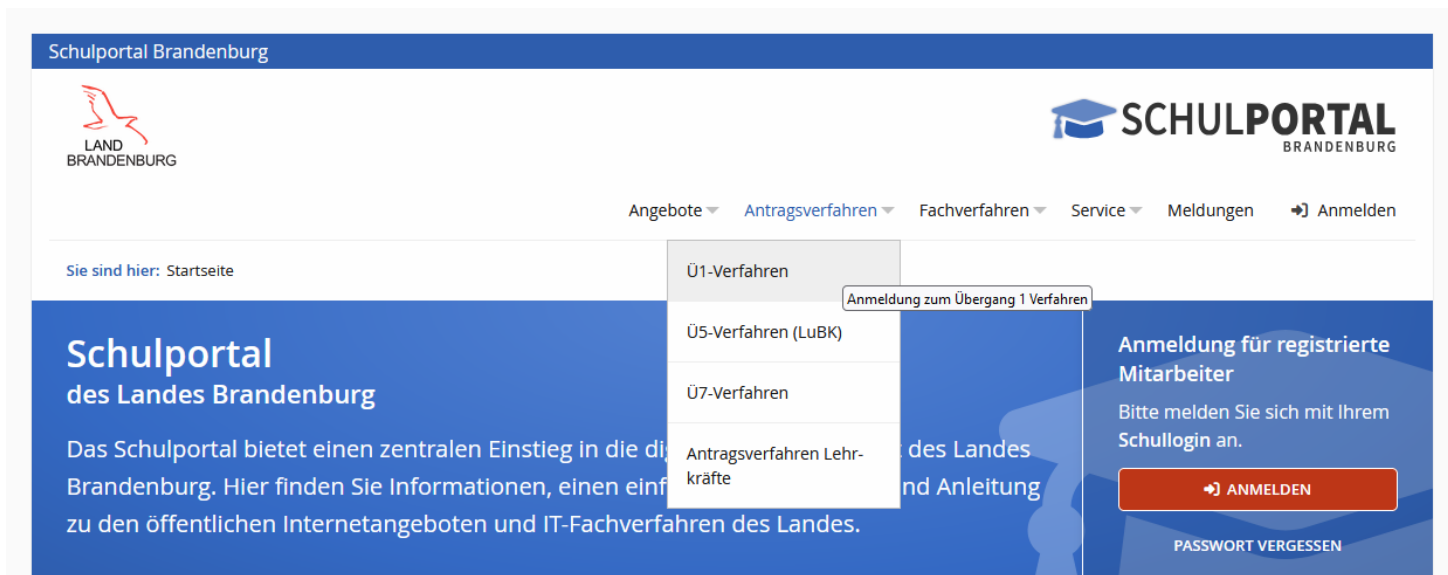 Schulportal Brandenburg
LAND
BRANDENBURG
SCHULPORTAL
BRANDENBURG
Angebote Antragsverfahren Fachverfahren Service Meldungen Anmelden
Sie sind hier: Startseite
Ü1-Verfahren
Anmeldung zum Übergang 1 Verfahren
Ü5-Verfahren (LuBK)
Ü7-Verfahren
Antragsverfahren Lehr-
kräfte
Schulportal
des Landes Brandenburg
Das Schulportal bietet einen zentralen Einstieg in die des Landes
Brandenburg. Hier finden Sie Informationen, einen Anleitung
zu den öffentlichen Internetangeboten und IT-Fachverfahren des Landes.
Anmeldung für registrierte
Mitarbeiter
Bitte melden Sie sich mit Ihrem
Schullogin an.
ANMELDEN
PASSWORT VERGESSEN